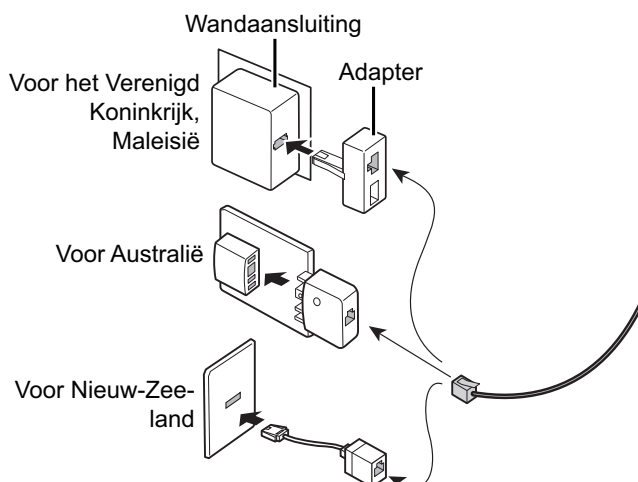 Wandaansluiting
Voor het Verenigd
Koninkrijk,
Maleisië
Adapter
Voor Australië
Voor Nieuw-Zee-
land